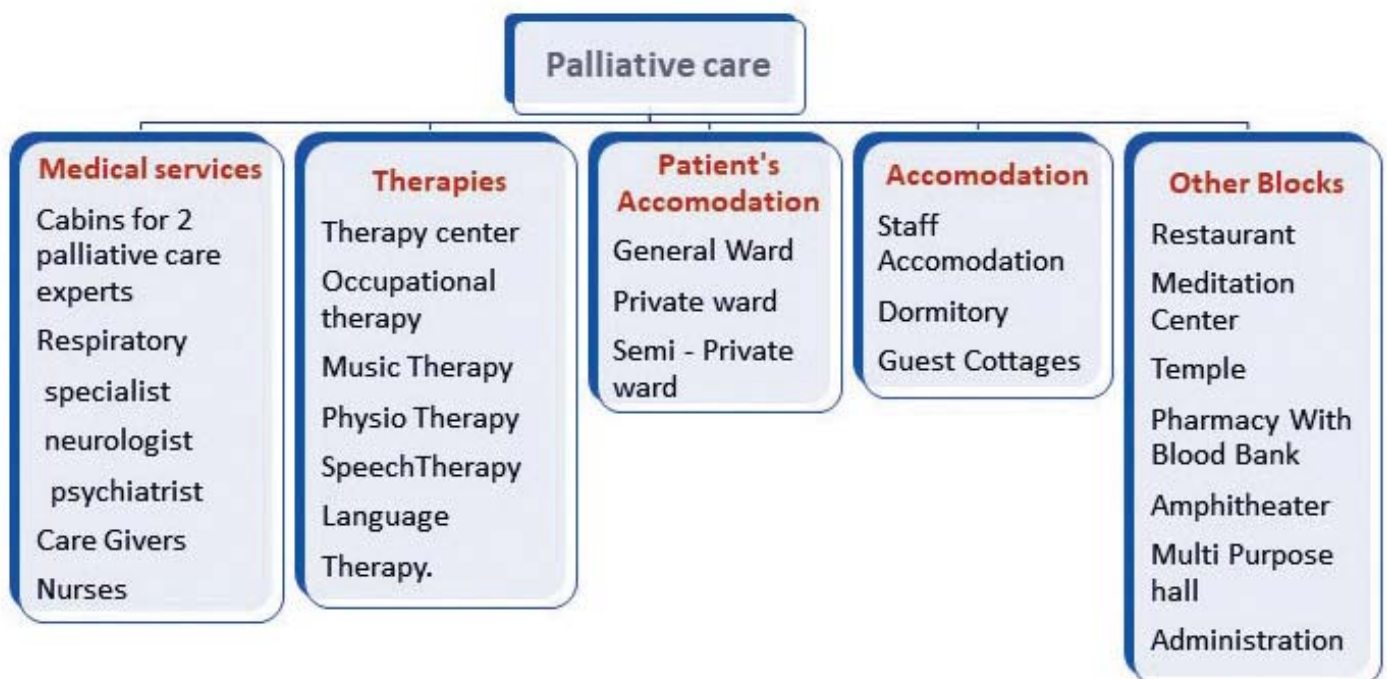 Palliative care
Medical services
Cabins for 2
palliative care
experts
Respiratory
specialist
neurologist
psychiatrist
Care Givers
Nurses
Therapies
Therapy center
Occupational
therapy
Music Therapy
Physio Therapy
SpeechTherapy
Language
Therapy.
Patient's
Accomodation
General Ward
Private ward
Semi - Private
ward
Accomodation
Staff
Accomodation
Dormitory
Guest Cottages
Other Blocks
Restaurant
Meditation
Center
Temple
Pharmacy With
Blood Bank
Amphitheater
Multi Purpose
hall
Administration